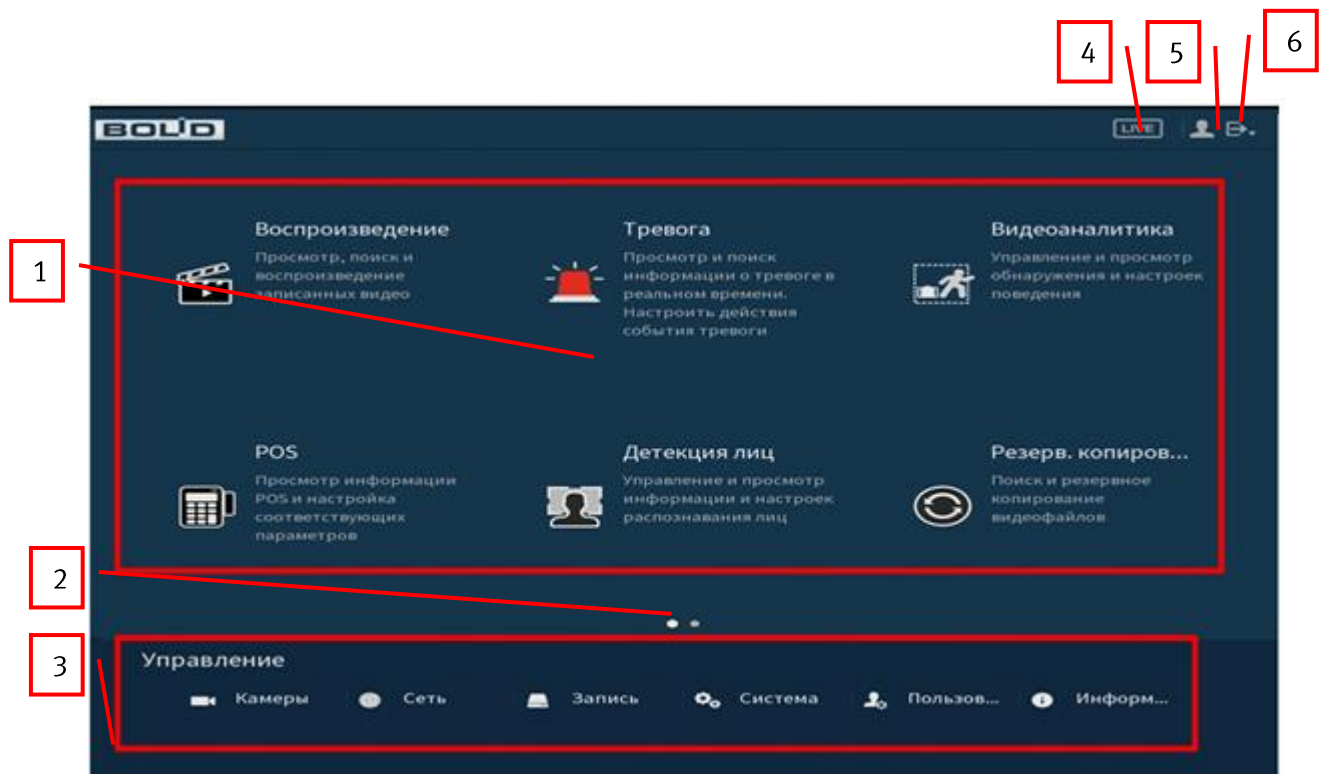 4 5 6
BOLID
LIVE
1
Воспроизведение
Просмотр, поиск и
воспроизведение
записанных видео
Тревога
Просмотр и поиск
информации о тревоге в
реальном времени.
Настроить действия
события тревоги
Видеоаналитика
Управление и просмотр
обнаружения и настроек
поведения
POS
Просмотр информации
POS и настройка
соответствующих
параметров
Детекция лиц
Управление и просмотр
информации и настроек
распознавания лиц
Резерв. копиров...
Поиск и резервное
копирование
видеофайлов
2
3
Управление
Камеры Сеть Запись Система Пользов... Информ...